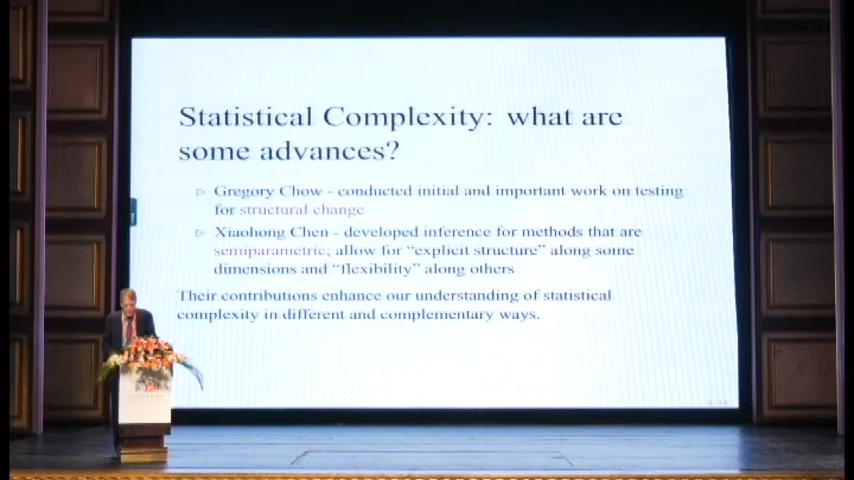 Statistical Complexity: what are
some advances?
▷ Gregory Chow - conducted initial and important work on testing
for structural change
▷ Xiaohong Chen - developed inference for methods that are
semiparametric; allow for “explicit structure” along some
dimensions and “flexibility” along others
Their contributions enhance our understanding of statistical
complexity in different and complementary ways.